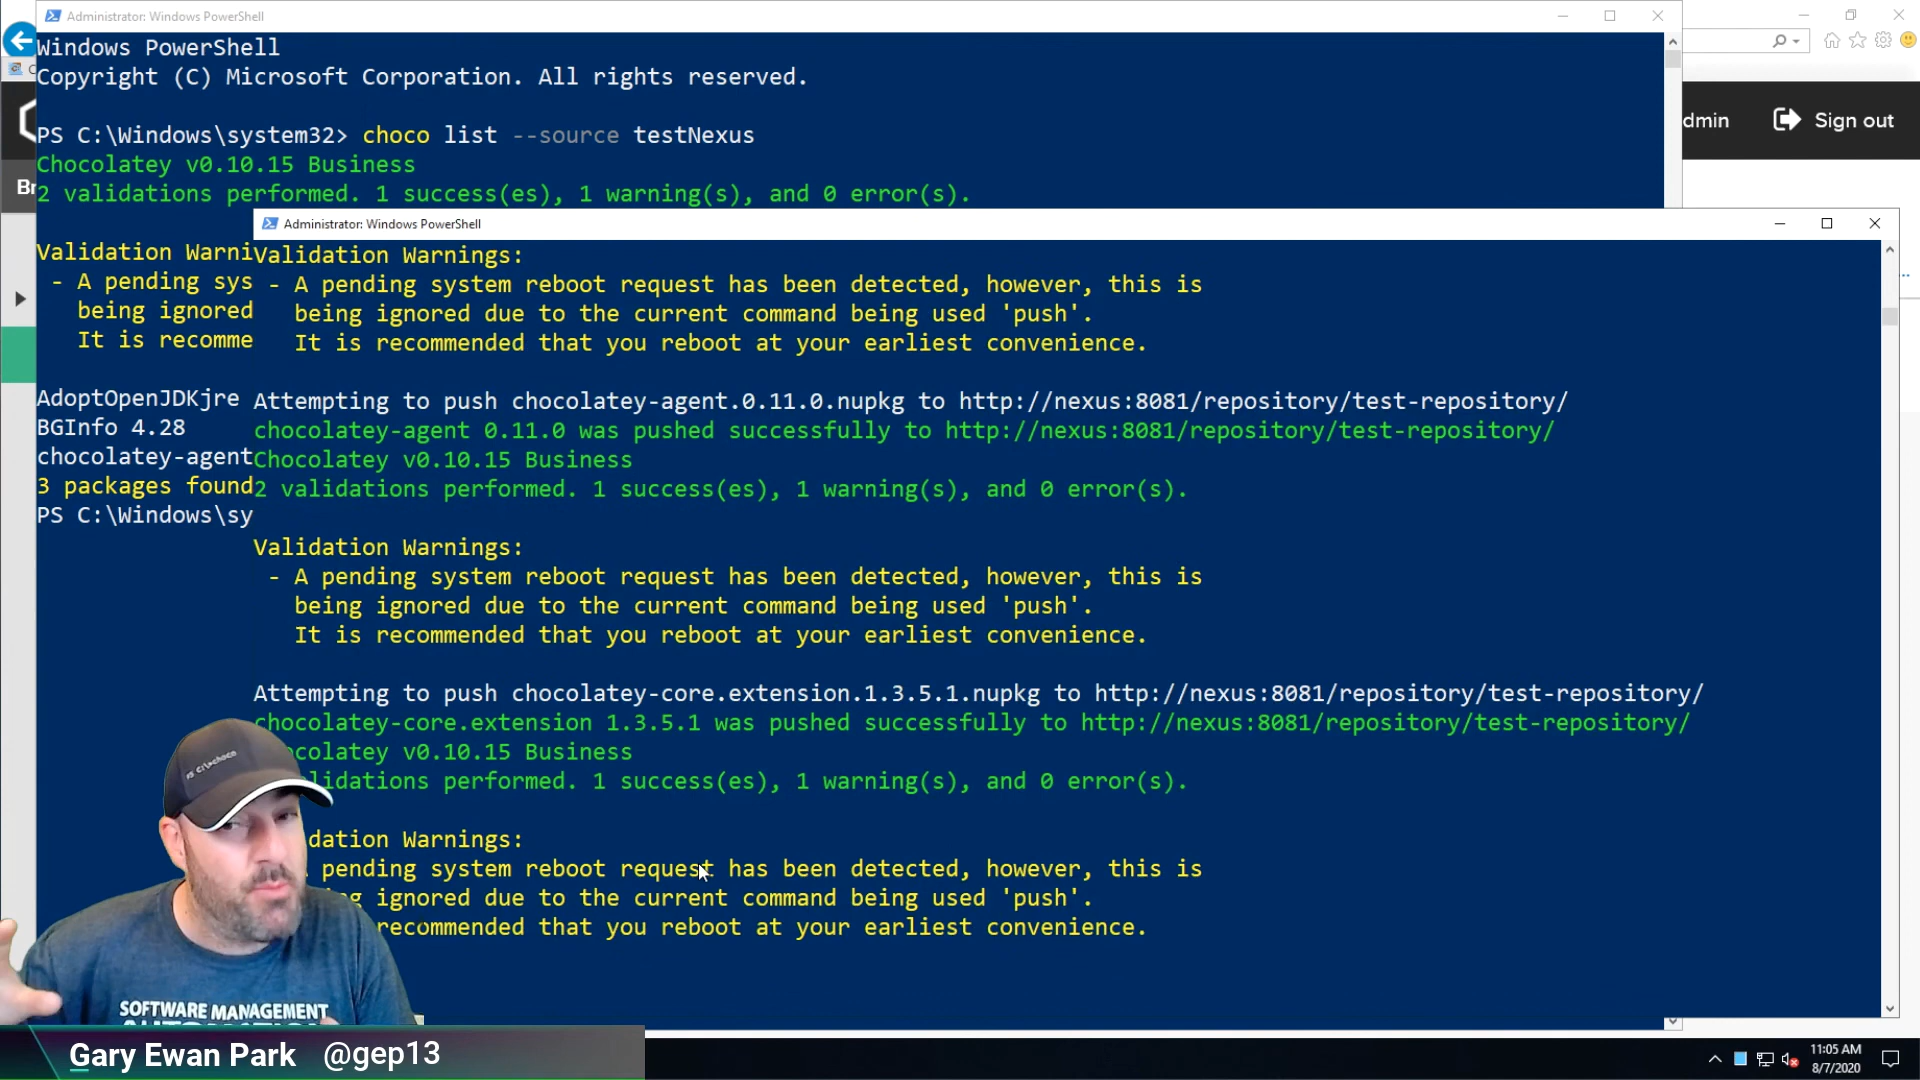 Administrator: Windows PowerShell
Windows PowerShell
Copyright (C) Microsoft Corporation. All rights reserved.
PS C:\Windows\system32> choco list --source testNexus
Chocolatey v0.10.15 Business
2 validations performed. 1 success(es), 1 warning(s), and 0 error(s).
Validation Warni
- A pending sys
being ignored
It is recomme
AdoptOpenJDKjre
BGInfo 4.28
chocolatey-agent
3 packages found
PS C:\Windows\sy
dmin
Sign out
Br
Administrator: Windows PowerShell
Validation Warnings:
- A pending system reboot request has been detected, however, this is
being ignored due to the current command being used 'push'.
It is recommended that you reboot at your earliest convenience.
Attempting to push chocolatey-agent.0.11.0.nupkg to http://nexus:8081/repository/test-repository/
chocolatey-agent 0.11.0 was pushed successfully to http://nexus:8081/repository/test-repository/
Chocolatey v0.10.15 Business
2 validations performed. 1 success(es), 1 warning(s), and 0 error(s).
Validation Warnings:
- A pending system reboot request has been detected, however, this is
being ignored due to the current command being used 'push'.
It is recommended that you reboot at your earliest convenience.
Attempting to push chocolatey-core.extension.1.3.5.1.nupkg to http://nexus:8081/repository/test-repository/
chocolatey-core.extension 1.3.5.1 was pushed successfully to http://nexus:8081/repository/test-repository/
ocolatey v0.10.15 Business
lidations performed. 1 success(es), 1 warning(s), and 0 error(s).
dation Warnings:
pending system reboot request has been detected, however, this is
g ignored due to the current command being used 'push'.
recommended that you reboot at your earliest convenience.
PS C:\>choco
SOFTWARE MANAGEMENT
AUTOMATION
Gary Ewan Park @gep13
11:05 AM
8/7/2020